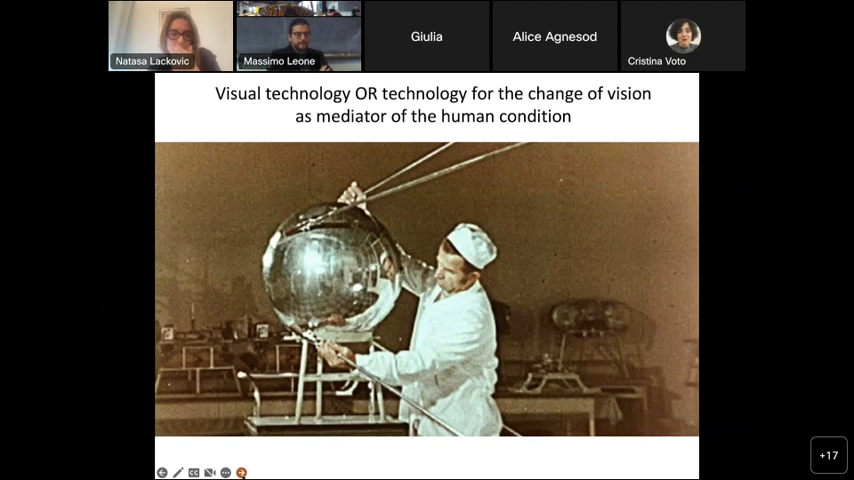 Natasa Lackovic
Massimo Leone
Giulia
Alice Agnesod
Cristina Voto
Visual technology OR technology for the change of vision
as mediator of the human condition
CC
+17